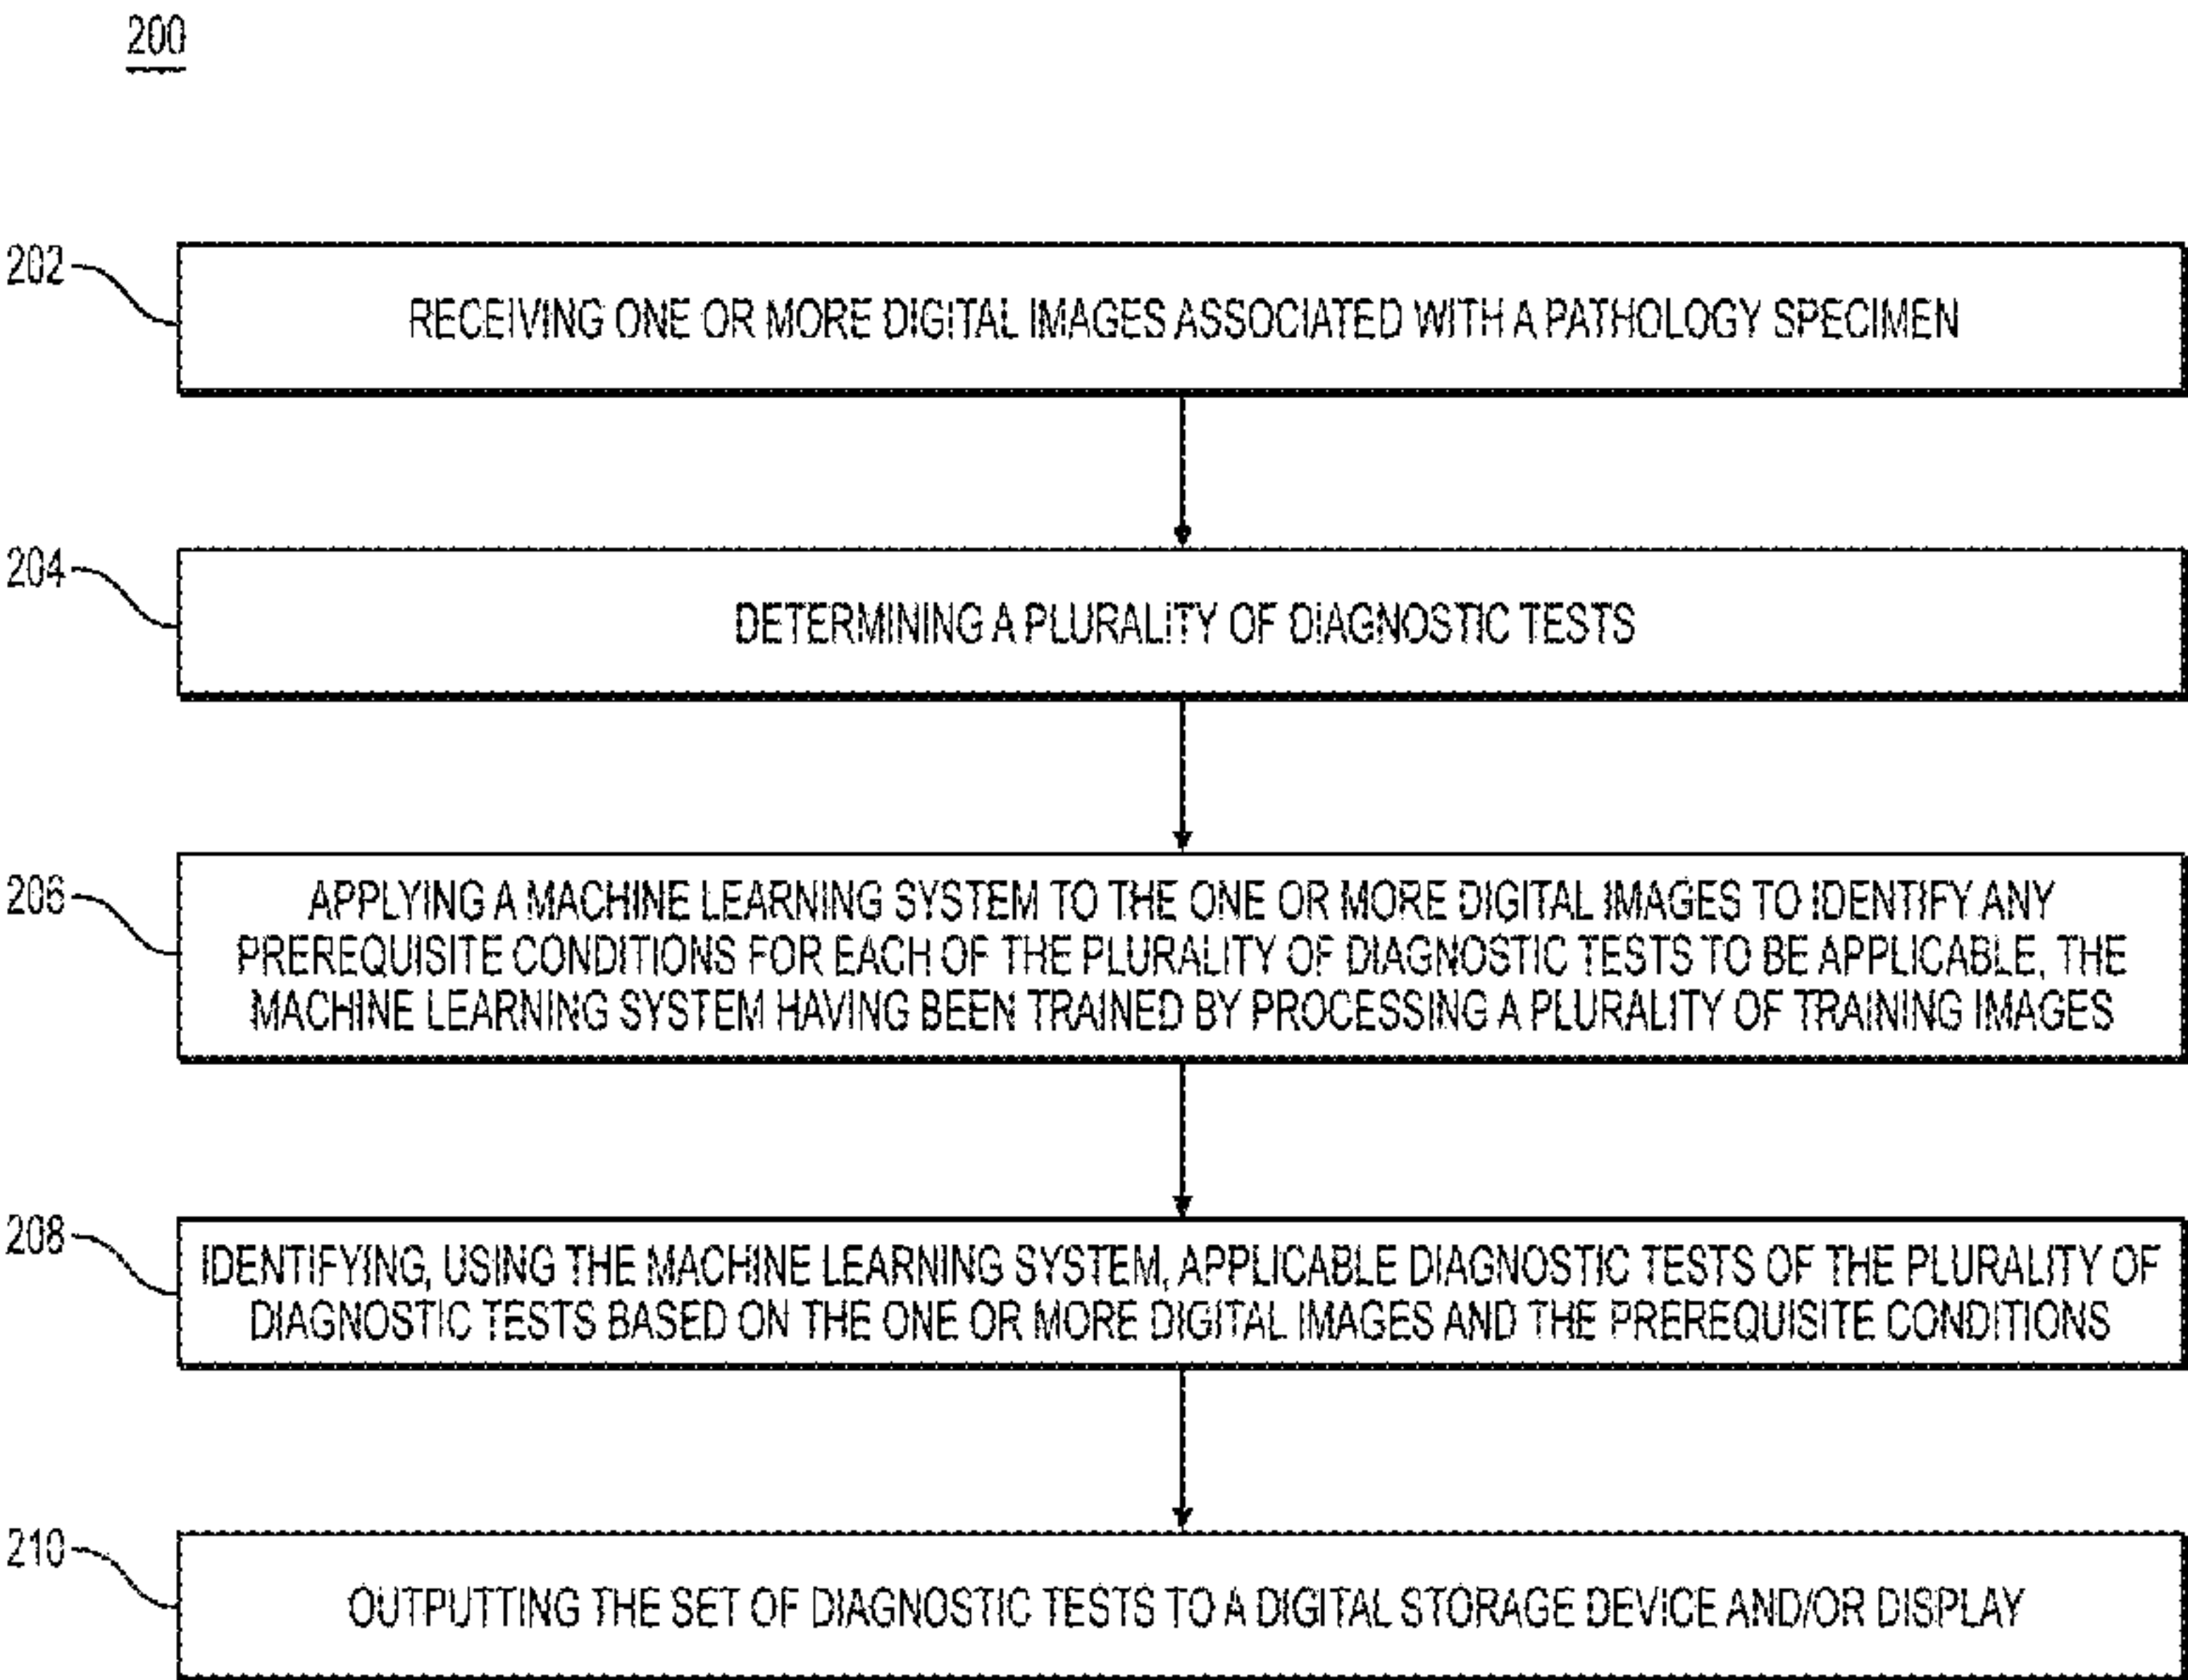 200
202
RECEIVING ONE OR MORE DIGITAL IMAGES ASSOCIATED WITH A PATHOLOGY SPECIMEN
204
DETERMINING A PLURALITY OF DIAGNOSTIC TESTS
206
APPLYING A MACHINE LEARNING SYSTEM TO THE ONE OR MORE DIGITAL IMAGES TO IDENTIFY ANY
PREREQUISITE CONDITIONS FOR EACH OF THE PLURALITY OF DIAGNOSTIC TESTS TO BE APPLICABLE, THE
MACHINE LEARNING SYSTEM HAVING BEEN TRAINED BY PROCESSING A PLURALITY OF TRAINING IMAGES
208
IDENTIFYING, USING THE MACHINE LEARNING SYSTEM, APPLICABLE DIAGNOSTIC TESTS OF THE PLURALITY OF
DIAGNOSTIC TESTS BASED ON THE ONE OR MORE DIGITAL IMAGES AND THE PREREQUISITE CONDITIONS
210
OUTPUTTING THE SET OF DIAGNOSTIC TESTS TO A DIGITAL STORAGE DEVICE AND/OR DISPLAY